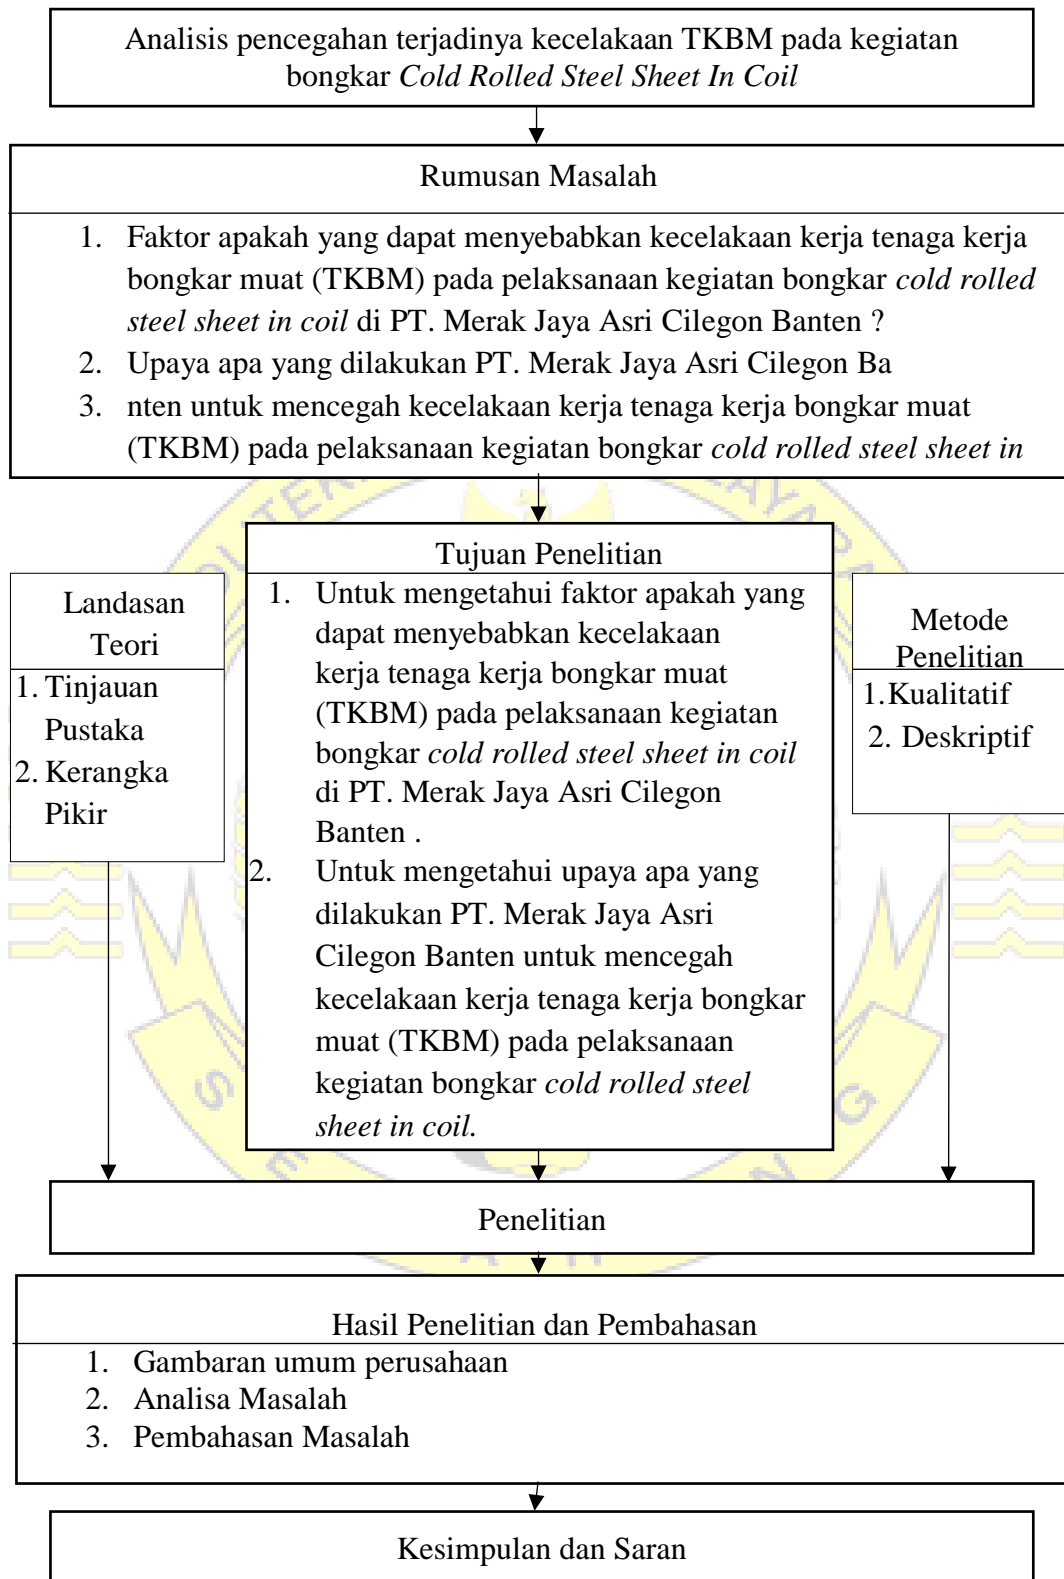 Analisis pencegahan terjadinya kecelakaan TKBM pada kegiatan
bongkar Cold Rolled Steel Sheet In Coil
Rumusan Masalah
1. Faktor apakah yang dapat menyebabkan kecelakaan kerja tenaga kerja
bongkar muat (TKBM) pada pelaksanaan kegiatan bongkar cold rolled
steel sheet in coil di PT. Merak Jaya Asri Cilegon Banten ?
2. Upaya apa yang dilakukan PT. Merak Jaya Asri Cilegon Ba
3. nten untuk mencegah kecelakaan kerja tenaga kerja bongkar muat
(TKBM) pada pelaksanaan kegiatan bongkar cold rolled steel sheet in
Landasan
Teori
1. Tinjauan
Pustaka
2. Kerangka
Pikir
Tujuan Penelitian
1. Untuk mengetahui faktor apakah yang
dapat menyebabkan kecelakaan
kerja tenaga kerja bongkar muat
(TKBM) pada pelaksanaan kegiatan
bongkar cold rolled steel sheet in coil
di PT. Merak Jaya Asri Cilegon
Banten .
2. Untuk mengetahui upaya apa yang
dilakukan PT. Merak Jaya Asri
Cilegon Banten untuk mencegah
kecelakaan kerja tenaga kerja bongkar
muat (TKBM) pada pelaksanaan
kegiatan bongkar cold rolled steel
sheet in coil.
Metode
Penelitian
1.Kualitatif
2. Deskriptif
Penelitian
Hasil Penelitian dan Pembahasan
1. Gambaran umum perusahaan
2. Analisa Masalah
3. Pembahasan Masalah
Kesimpulan dan Saran